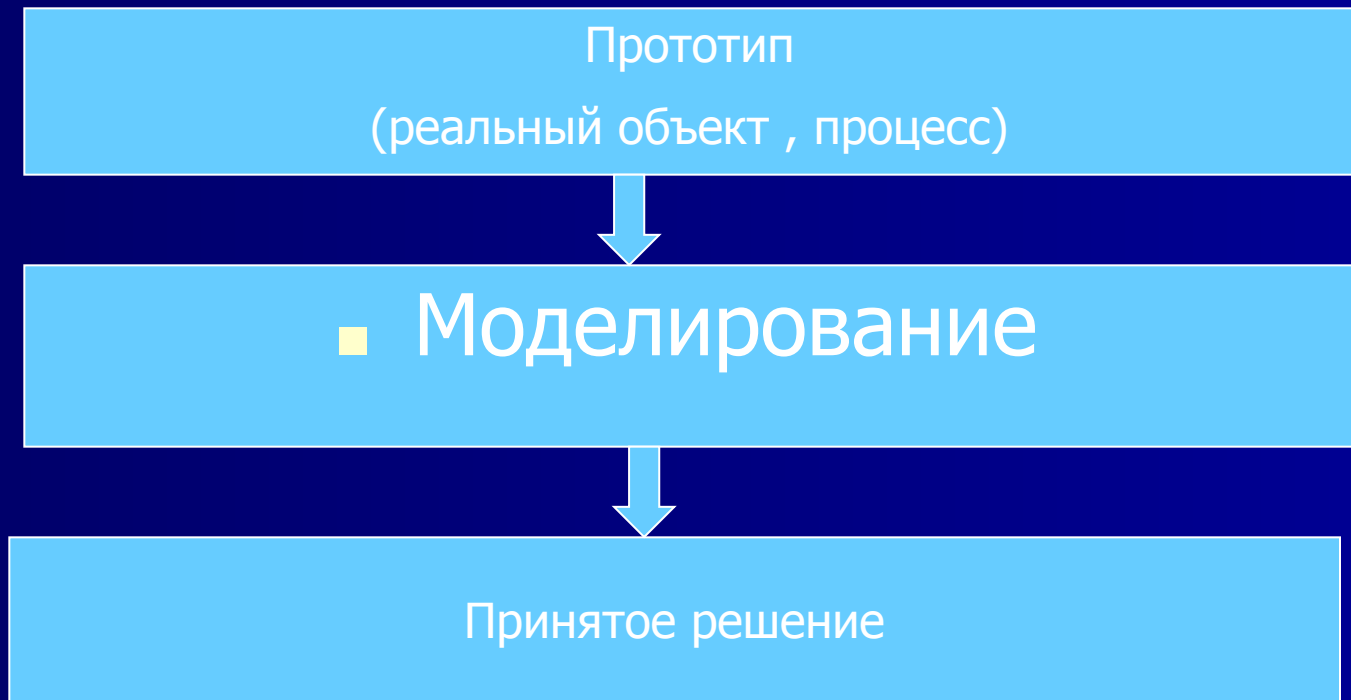 Прототип
(реальный объект , процесс)
Моделирование
Принятое решение